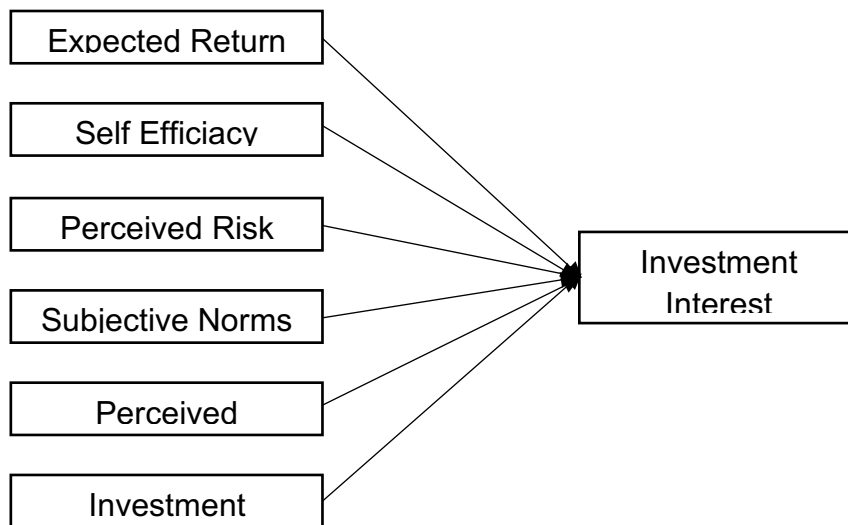 Expected Return
Self Efficiacy
Perceived Risk
Subjective Norms
Perceived
Investment
Investment
Interest